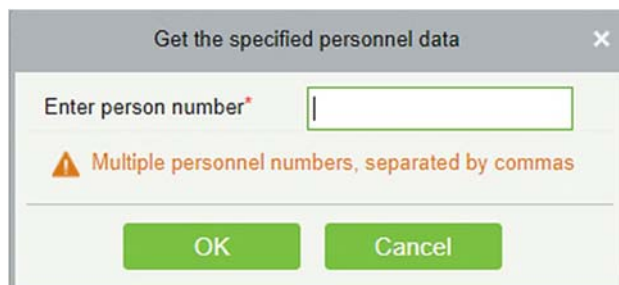 Get the specified personnel data ×
Enter person number*
Multiple personnel numbers, separated by commas
OK Cancel